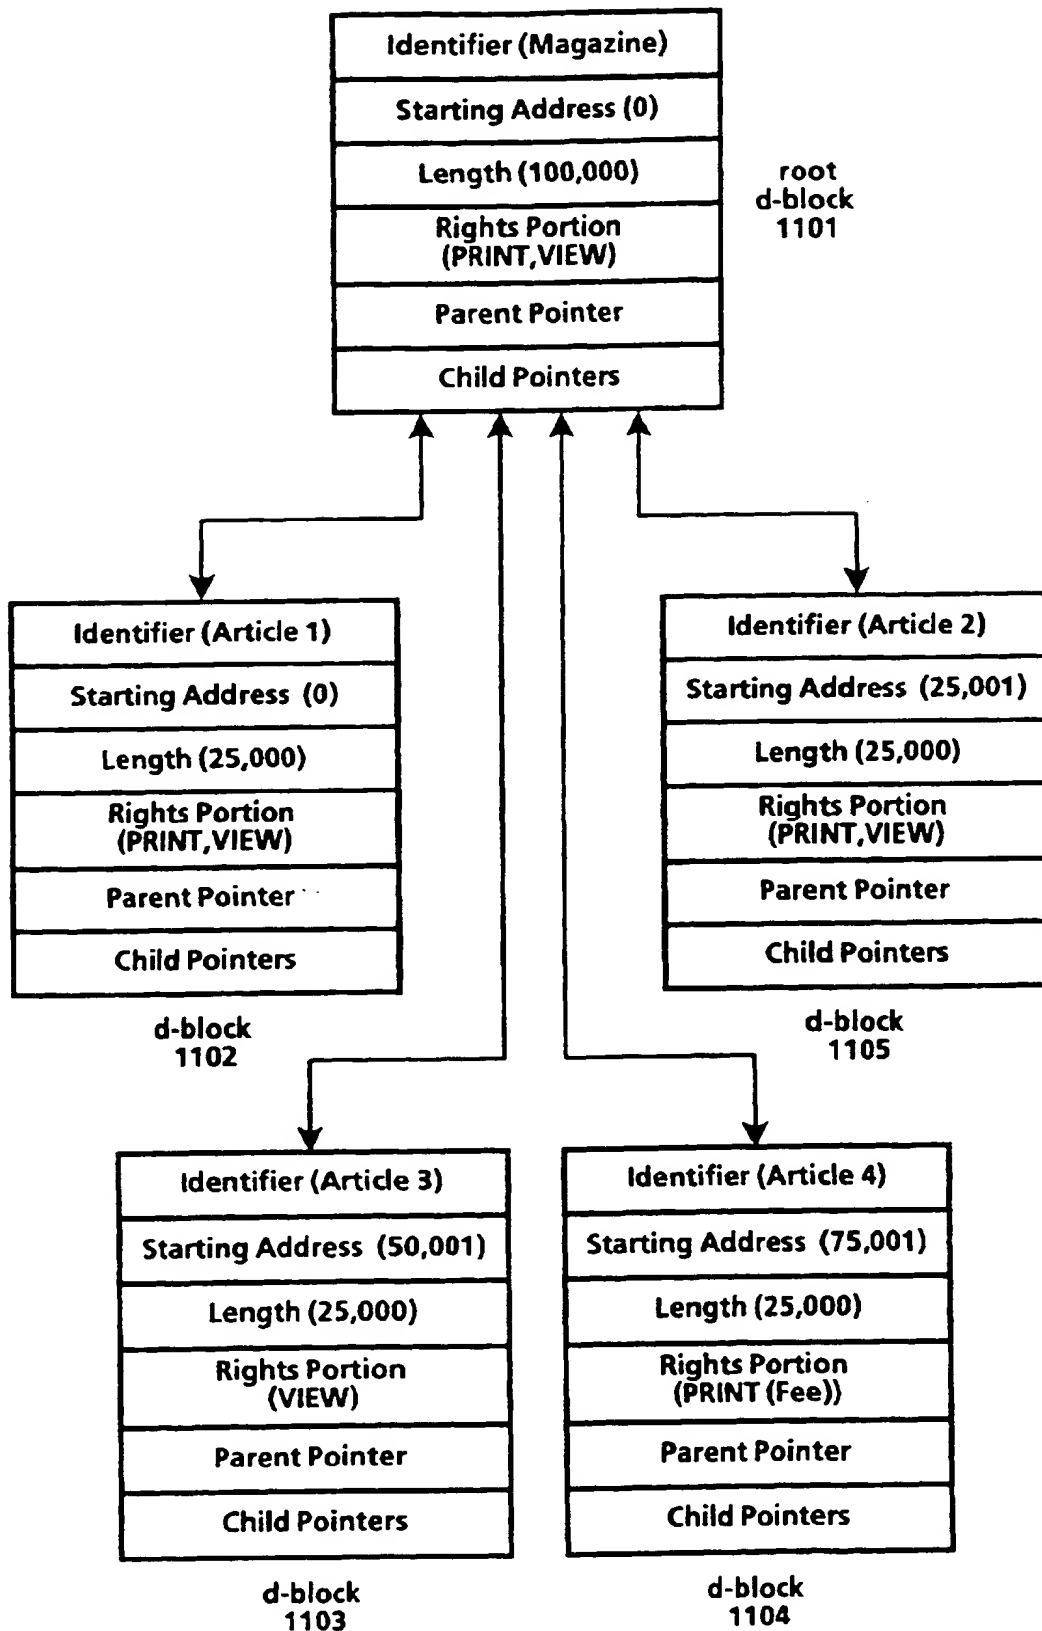 Identifier (Magazine)
Starting Address (0)
Length (100,000)
Rights Portion
(PRINT,VIEW)
Parent Pointer
Child Pointers
root
d-block
1101
Identifier (Article 1)
Starting Address (0)
Length (25,000)
Rights Portion
(PRINT,VIEW)
Parent Pointer
Child Pointers
d-block
1102
Identifier (Article 2)
Starting Address (25,001)
Length (25,000)
Rights Portion
(PRINT,VIEW)
Parent Pointer
Child Pointers
d-block
1105
Identifier (Article 3)
Starting Address (50,001)
Length (25,000)
Rights Portion
(VIEW)
Parent Pointer
Child Pointers
d-block
1103
Identifier (Article 4)
Starting Address (75,001)
Length (25,000)
Rights Portion
(PRINT (Fee))
Parent Pointer
Child Pointers
d-block
1104